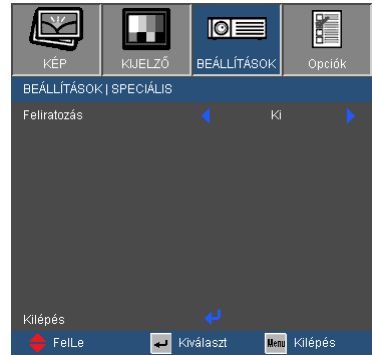 KÉP KIJELZŐ BEÁLLÍTÁSOK Opciók
BEÁLLÍTÁSOK | SPECIÁLIS
Feliratozás Ki
Kilépés
FelLe Kiválaszt Menu Kilépés